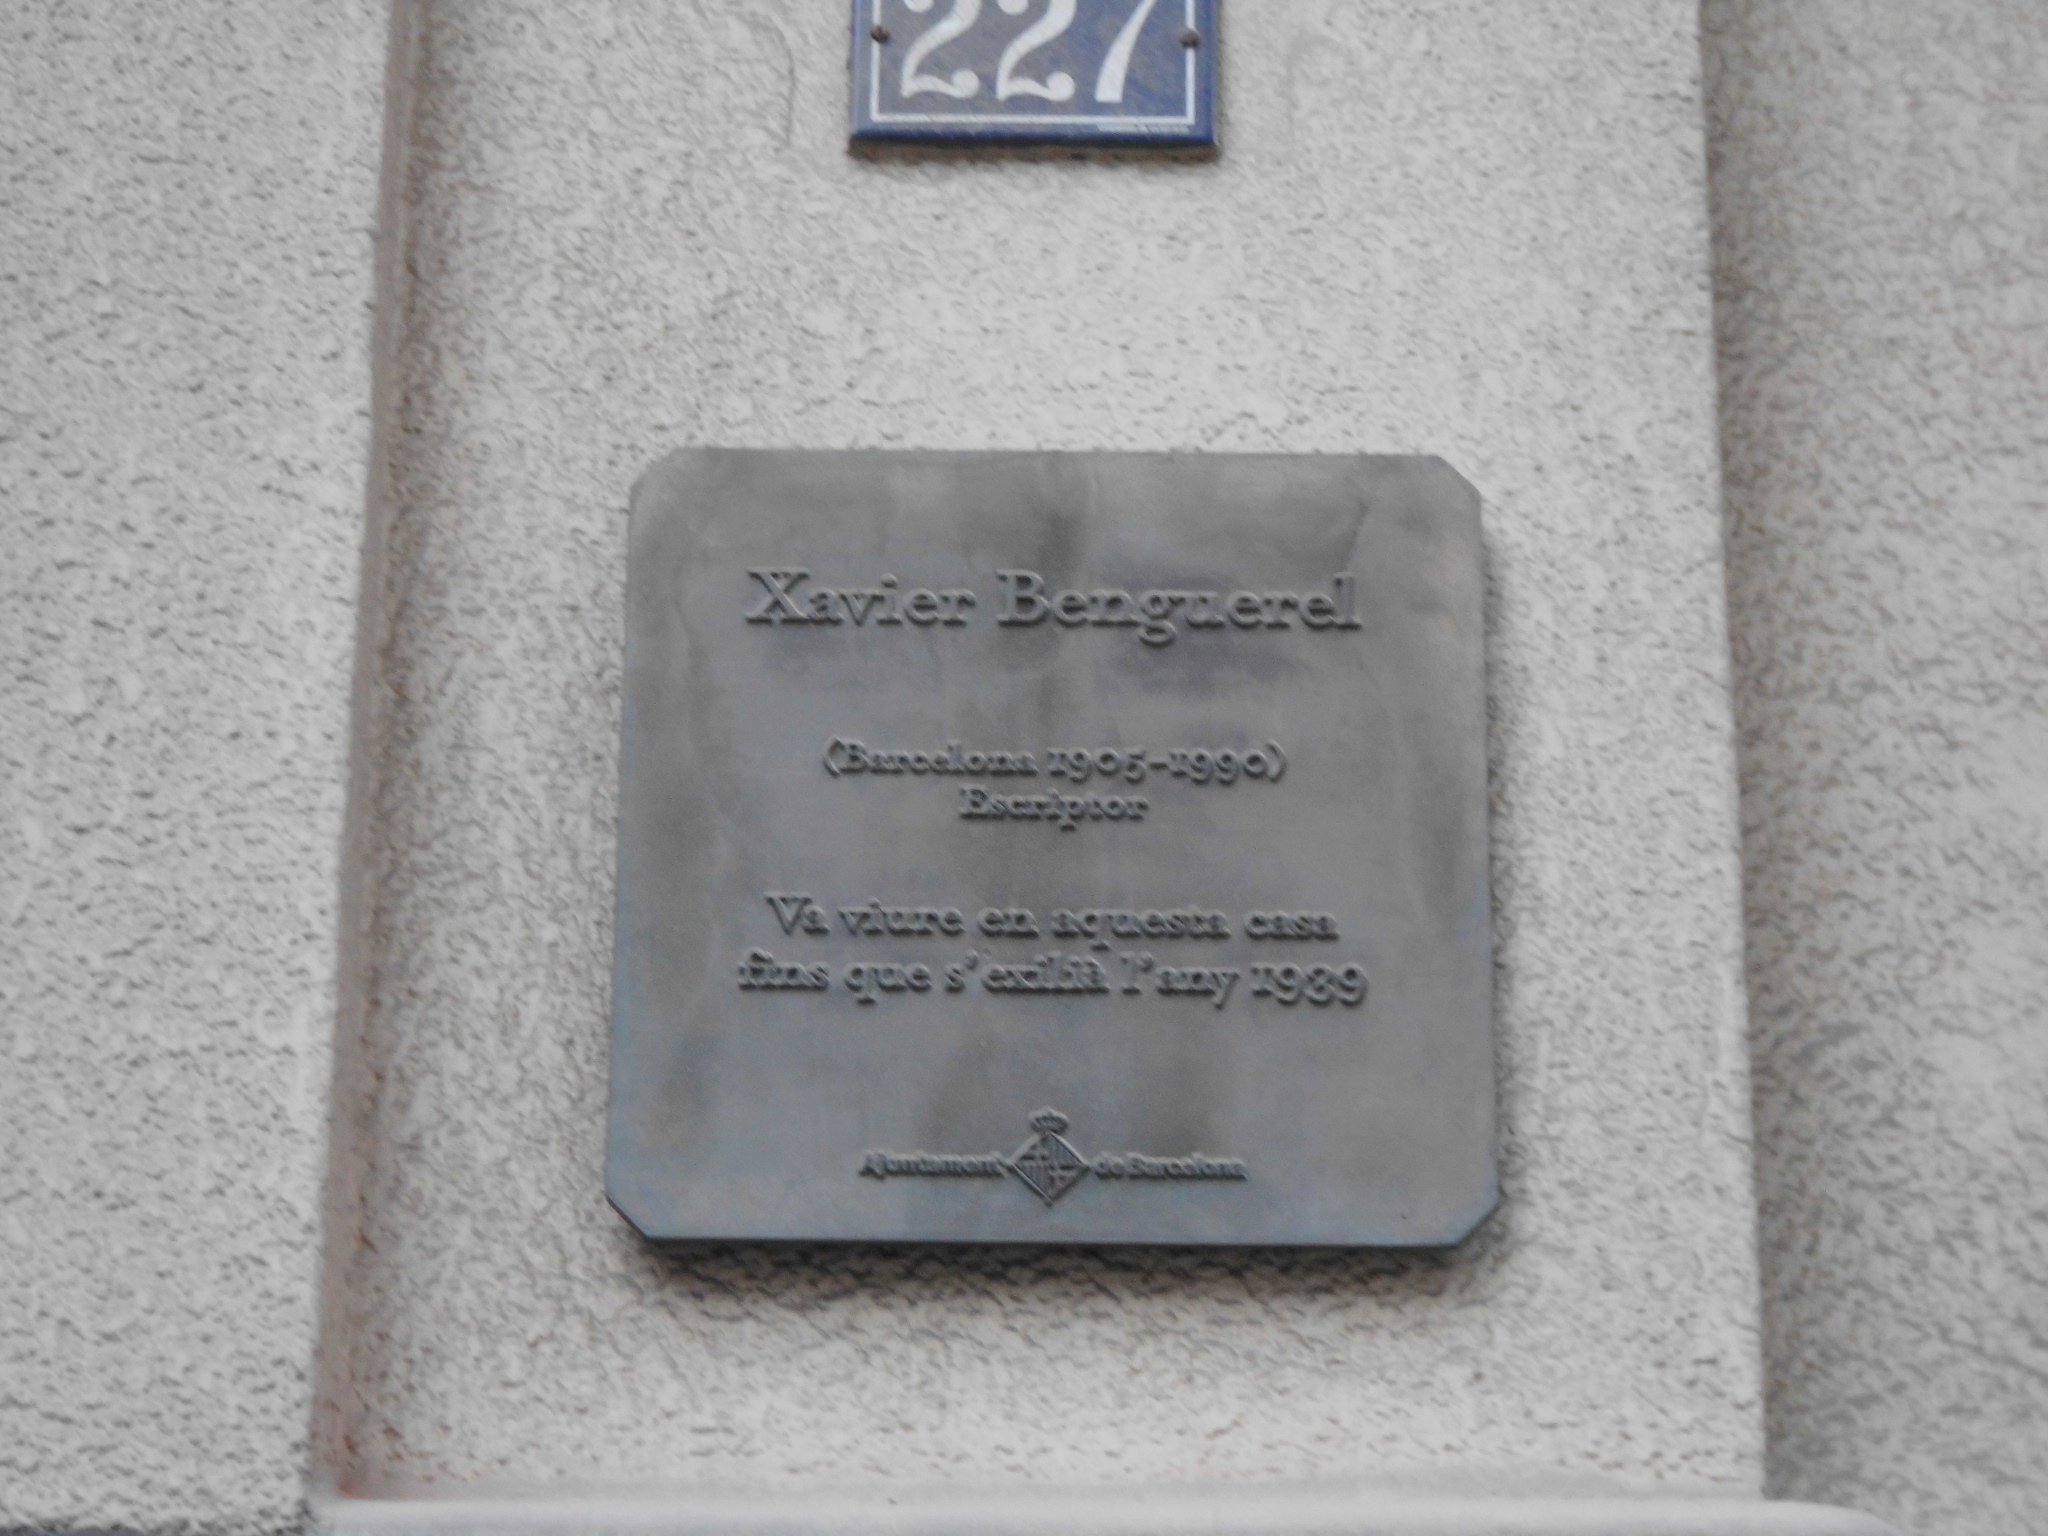 227
Xavier Benguerel
(Barcelona 1905-1990)
Escriptor
Va viure en aquesta casa
fins que s'exilià l'any 1939
Ajuntament de Barcelona